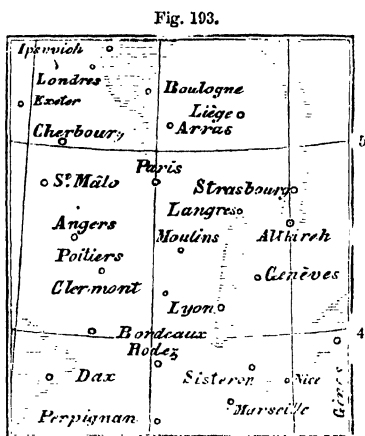 Fig. 193.
Ipswich
Londres
Exeter
Boulogne
Liège
Arras
Cherbourg
5
Paris
St. Mâlo
Strasbourg
Langres
Angers
Moulins
Altkirch
Poitiers
Genèves
Clermont
Lyon
Bordeaux
4
Rodez
Dax
Sisteron
Nice
Gênes
Marseille
Perpignan